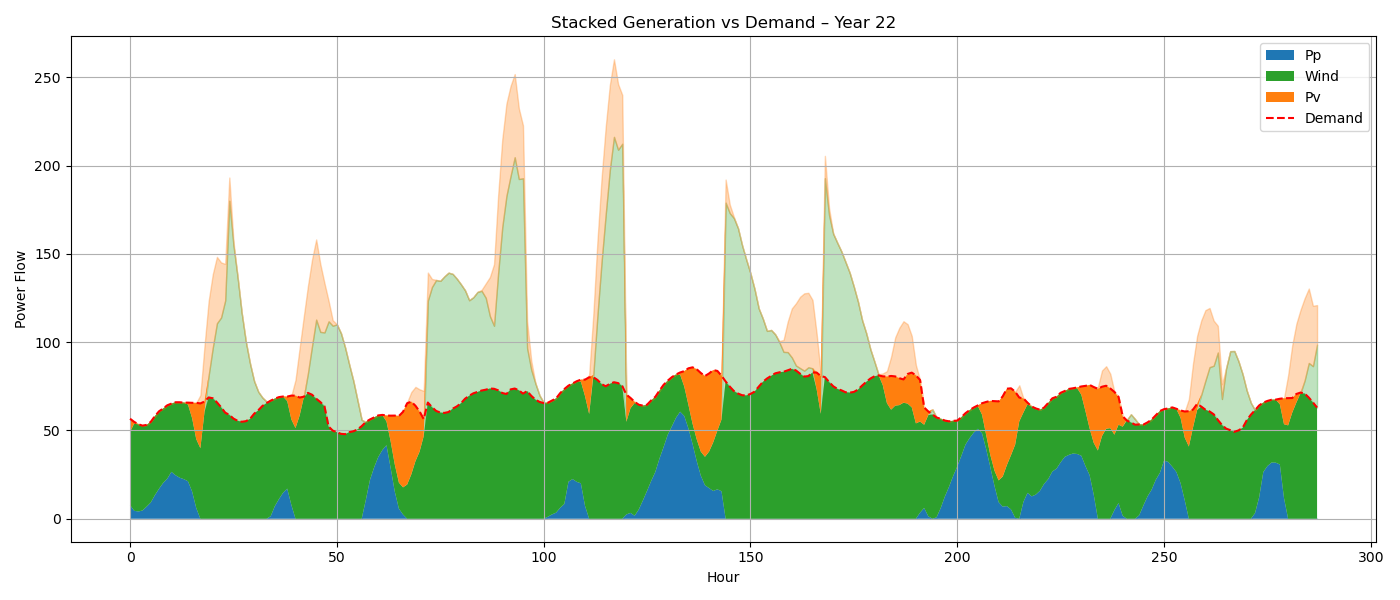 Stacked Generation vs Demand – Year 22
Power Flow
250
200
150
100
50
0
0 50 100 150 200 250 300
Hour
Pp
Wind
Pv
Demand